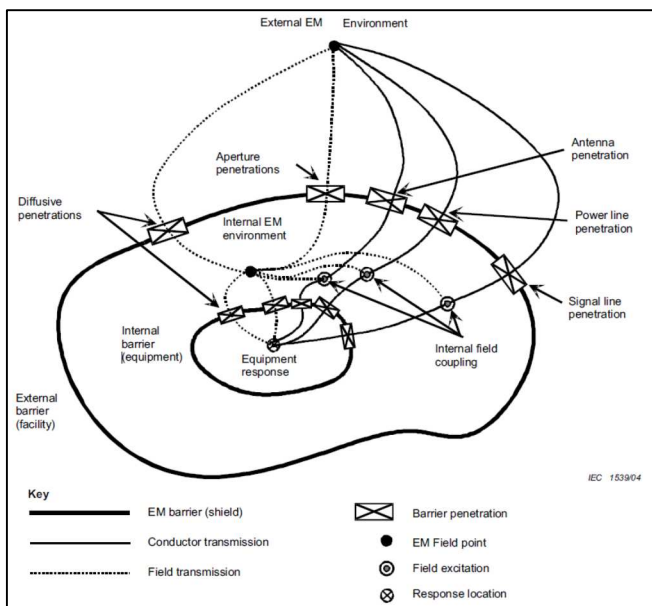 External EM Environment
Antenna
penetration
Aperture
penetrations
Diffusive
penetrations
Internal EM
environment
Power line
penetration
Signal line
penetration
Internal
barrier
(equipment)
Equipment
response
Internal field
coupling
External
barrier
(facility)
IEC 1539/04
Key
EM barrier (shield)
Barrier penetration
Conductor transmission
EM Field point
Field transmission
Field excitation
Response location